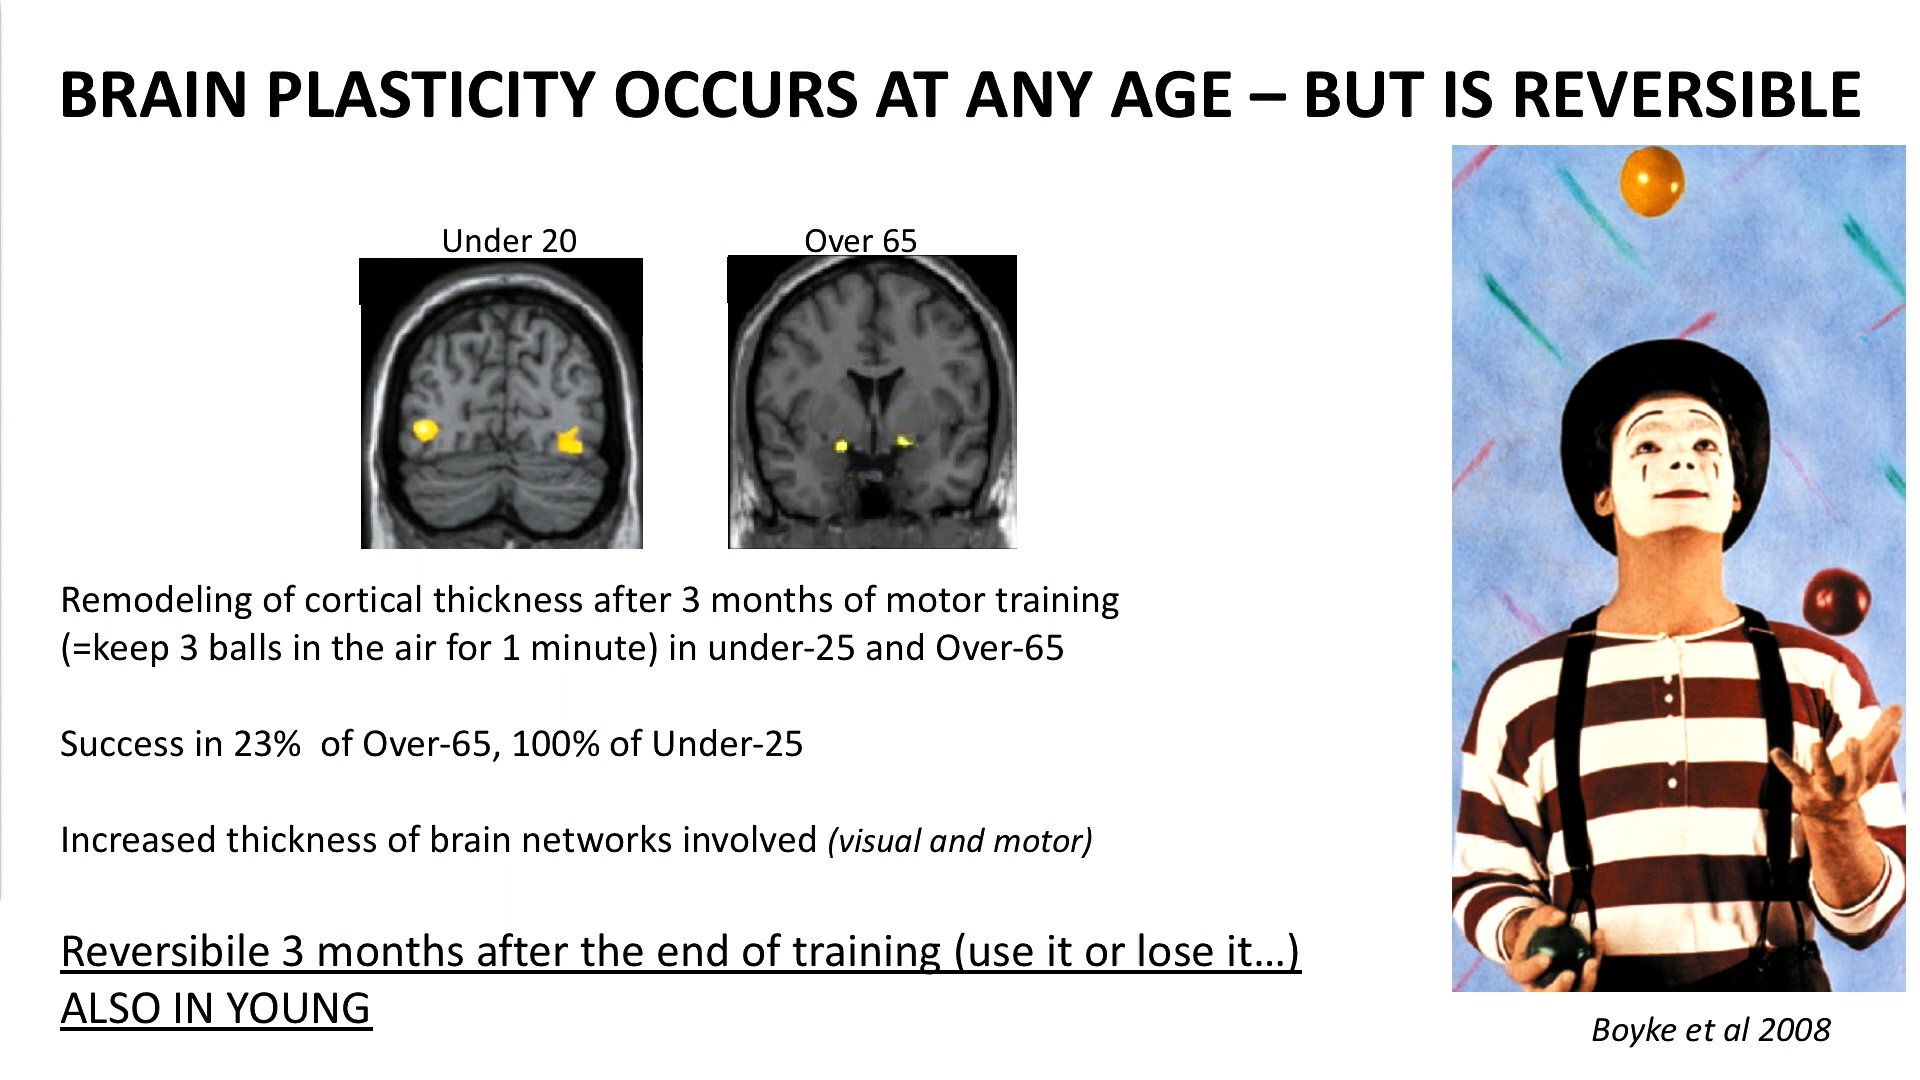 BRAIN PLASTICITY OCCURS AT ANY AGE – BUT IS REVERSIBLE
Under 20
Over 65
Remodeling of cortical thickness after 3 months of motor training
(=keep 3 balls in the air for 1 minute) in under-25 and Over-65
Success in 23%  of Over-65, 100% of Under-25
Increased thickness of brain networks involved (visual and motor)
Reversibile 3 months after the end of training (use it or lose it…)
ALSO IN YOUNG
Boyke et al 2008